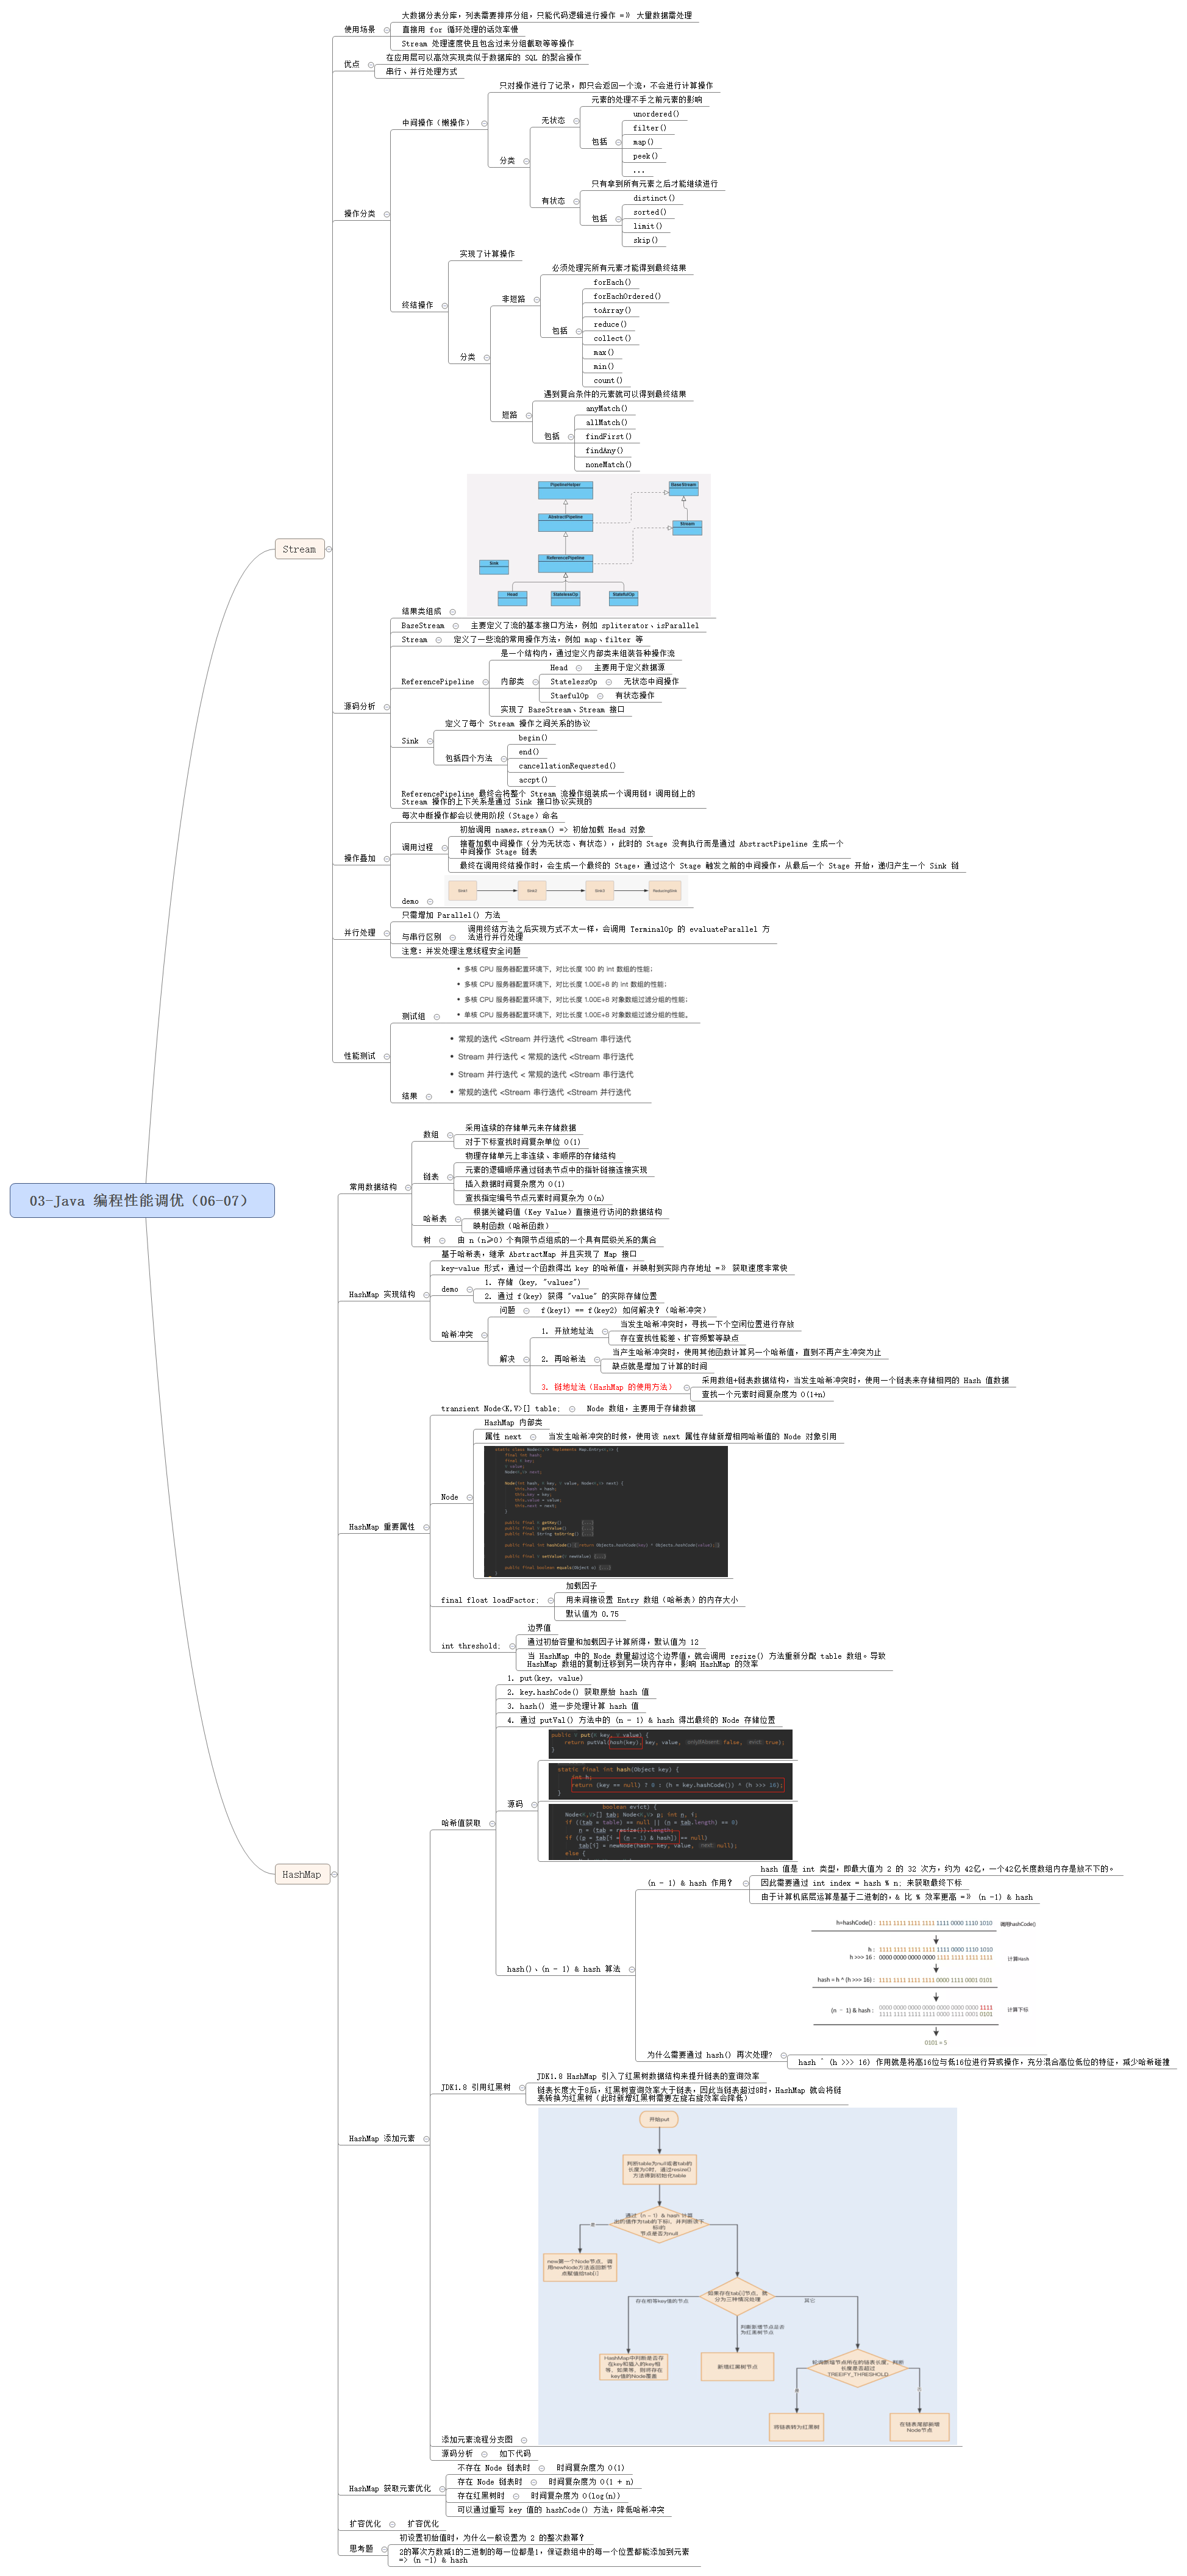 03-Java 编程性能调优（06-07）
Stream
使用场景
大数据分表分库，列表需要排序分组，只能代码逻辑进行操作 =》 大量数据需处理
直接用 for 循环处理的话效率慢
Stream 处理速度快且包含过来分组截取等等操作
优点
在应用层可以高效实现类似于数据库的 SQL 的聚合操作
串行、并行处理方式
操作分类
中间操作（懒操作）
只对操作进行了记录，即只会返回一个流，不会进行计算操作
分类
无状态
元素的处理不手之前元素的影响
包括
unordered()
filter()
map()
peek()
...
有状态
只有拿到所有元素之后才能继续进行
包括
distinct()
sorted()
limit()
skip()
终结操作
实现了计算操作
分类
非短路
必须处理完所有元素才能得到最终结果
包括
forEach()
forEachOrdered()
toArray()
reduce()
collect()
max()
min()
count()
短路
遇到复合条件的元素就可以得到最终结果
包括
anyMatch()
allMatch()
findFirst()
findAny()
noneMatch()
源码分析
结果类组成
PipelineHelper
BaseStream
AbstractPipeline
Stream
ReferencePipeline
Sink
Head
StatelessOp
StatefulOp
BaseStream
主要定义了流的基本接口方法，例如 spliterator、isParallel
Stream
定义了一些流的常用操作方法，例如 map、filter 等
ReferencePipeline
是一个结构内，通过定义内部类来组装各种操作流
内部类
Head
主要用于定义数据源
StatelessOp
无状态中间操作
StaefulOp
有状态操作
实现了 BaseStream、Stream 接口
Sink
定义了每个 Stream 操作之间关系的协议
包括四个方法
begin()
end()
cancellationRequested()
accpt()
ReferencePipeline 最终会将整个 Stream 流操作组装成一个调用链：调用链上的
Stream 操作的上下关系是通过 Sink 接口协议实现的
操作叠加
每次中断操作都会以使用阶段（Stage）命名
调用过程
初始调用 names.stream() => 初始加载 Head 对象
接着加载中间操作（分为无状态、有状态），此时的 Stage 没有执行而是通过 AbstractPipeline 生成一个
中间操作 Stage 链表
最终在调用终结操作时，会生成一个最终的 Stage，通过这个 Stage 触发之前的中间操作，从最后一个 Stage 开始，递归产生一个 Sink 链
demo
Sink1
Sink2
Sink3
ReducingSink
并行处理
只需增加 Parallel() 方法
与串行区别
调用终结方法之后实现方式不太一样，会调用 TerminalOp 的 evaluateParallel 方
法进行并行处理
注意：并发处理注意线程安全问题
性能测试
测试组
• 多核 CPU 服务器配置环境下，对比长度 100 的 int 数组的性能；
• 多核 CPU 服务器配置环境下，对比长度 1.00E+8 的 int 数组的性能；
• 多核 CPU 服务器配置环境下，对比长度 1.00E+8 对象数组过滤分组的性能；
• 单核 CPU 服务器配置环境下，对比长度 1.00E+8 对象数组过滤分组的性能。
结果
• 常规的迭代 <Stream 并行迭代 <Stream 串行迭代
• Stream 并行迭代 < 常规的迭代 <Stream 串行迭代
• Stream 并行迭代 < 常规的迭代 <Stream 串行迭代
• 常规的迭代 <Stream 串行迭代 <Stream 并行迭代
HashMap
常用数据结构
数组
采用连续的存储单元来存储数据
对于下标查找时间复杂单位 O(1)
链表
物理存储单元上非连续、非顺序的存储结构
元素的逻辑顺序通过链表节点中的指针链接连接实现
插入数据时间复杂度为 O(1)
查找指定编号节点元素时间复杂为 O(n)
哈希表
根据关键码值（Key Value）直接进行访问的数据结构
映射函数（哈希函数）
树
由 n（n≥0）个有限节点组成的一个具有层级关系的集合
HashMap 实现结构
基于哈希表，继承 AbstractMap 并且实现了 Map 接口
key-value 形式，通过一个函数得出 key 的哈希值，并映射到实际内存地址 =》 获取速度非常快
demo
1. 存储 (key, "values")
2. 通过 f(key) 获得 "value" 的实际存储位置
哈希冲突
问题
f(key1) == f(key2) 如何解决？（哈希冲突）
解决
1. 开放地址法
当发生哈希冲突时，寻找一下个空闲位置进行存放
存在查找性能差、扩容频繁等缺点
2. 再哈希法
当产生哈希冲突时，使用其他函数计算另一个哈希值，直到不再产生冲突为止
缺点就是增加了计算的时间
3. 链地址法（HashMap 的使用方法）
采用数组+链表数据结构，当发生哈希冲突时，使用一个链表来存储相同的 Hash 值数据
查找一个元素时间复杂度为 O(1+n)
HashMap 重要属性
transient Node<K,V>[] table;
Node 数组，主要用于存储数据
Node
HashMap 内部类
属性 next
当发生哈希冲突的时候，使用该 next 属性存储新增相同哈希值的 Node 对象引用
static class Node<K,V> implements Map.Entry<K,V> {
final int hash;
final K key;
V value;
Node<K,V> next;
Node(int hash, K key, V value, Node<K,V> next) {
this.hash = hash;
this.key = key;
this.value = value;
this.next = next;
}
public final K getKey() {...}
public final V getValue() {...}
public final String toString() {...}
public final int hashCode() { return Objects.hashCode(key) ^ Objects.hashCode(value); }
public final V setValue(V newValue) {...}
public final boolean equals(Object o) {...}
}
final float loadFactor;
加载因子
用来间接设置 Entry 数组（哈希表）的内存大小
默认值为 0.75
int threshold;
边界值
通过初始容量和加载因子计算所得，默认值为 12
当 HashMap 中的 Node 数量超过这个边界值，就会调用 resize() 方法重新分配 table 数组。导致
HashMap 数组的复制迁移到另一块内存中，影响 HashMap 的效率
HashMap 添加元素
哈希值获取
1. put(key, value)
2. key.hashCode() 获取原始 hash 值
3. hash() 进一步处理计算 hash 值
4. 通过 putVal() 方法中的 (n - 1) & hash 得出最终的 Node 存储位置
源码
public V put(K key, V value) {
return putVal(hash(key), key, value, onlyIfAbsent: false, evict: true);
}
static final int hash(Object key) {
int h;
return (key == null) ? 0 : (h = key.hashCode()) ^ (h >>> 16);
}
boolean evict) {
Node<K,V>[] tab; Node<K,V> p; int n, i;
if ((tab = table) == null || (n = tab.length) == 0)
n = (tab = resize()).length;
if ((p = tab[i = (n - 1) & hash]) == null)
tab[i] = newNode(hash, key, value, next: null);
else {
hash()、(n - 1) & hash 算法
(n - 1) & hash 作用？
hash 值是 int 类型，即最大值为 2 的 32 次方，约为 42亿，一个42亿长度数组内存是放不下的。
因此需要通过 int index = hash % n; 来获取最终下标
由于计算机底层运算是基于二进制的，& 比 % 效率更高 =》 (n -1) & hash
为什么需要通过 hash() 再次处理?
h=hashCode() : 1111 1111 1111 1111 1111 0000 1110 1010 调用hashCode()
h : 1111 1111 1111 1111 1111 0000 1110 1010
h >>> 16 : 0000 0000 0000 0000 1111 1111 1111 1111 计算Hash
hash = h ^ (h >>> 16) : 1111 1111 1111 1111 0000 1111 0001 0101
(n － 1) & hash : 0000 0000 0000 0000 0000 0000 0000 1111 计算下标
1111 1111 1111 1111 0000 1111 0001 0101
0101 = 5
hash ^ (h >>> 16) 作用就是将高16位与低16位进行异或操作，充分混合高位低位的特征，减少哈希碰撞
JDK1.8 引用红黑树
JDK1.8 HashMap 引入了红黑树数据结构来提升链表的查询效率
链表长度大于8后，红黑树查询效率大于链表，因此当链表超过8时，HashMap 就会将链
表转换为红黑树（此时新增红黑树需要左旋右旋效率会降低）
添加元素流程分支图
开始put
判断table为null或者tab的
长度为0时，通过resize()
方法得到初始化table
通过（n - 1）& hash 计算
出的值作为tab的下标i，并判断该下
标i的
节点是否为null
是
new第一个Node节点，调
用newNode方法返回新节
点赋值给tab[i]
如果存在tab[i]节点，就
分为三种情况处理
存在相等key值的节点
判断新增节点是否
为红黑树节点
其它
HashMap中判断是否存
在key和插入的key相
等，如果等，则将存在
key值的Node覆盖
新增红黑树节点
长度是否超过
TREEIFY_THRESHOLD
将链表转为红黑树
在链表尾部新增
Node节点
源码分析
如下代码
HashMap 获取元素优化
不存在 Node 链表时
时间复杂度为 O(1)
存在 Node 链表时
时间复杂度为 O(1 + n)
存在红黑树时
时间复杂度为 O(log(n))
可以通过重写 key 值的 hashCode() 方法，降低哈希冲突
扩容优化
扩容优化
思考题
初设置初始值时，为什么一般设置为 2 的整次数幂？
2的幂次方数减1的二进制的每一位都是1，保证数组中的每一个位置都能添加到元素
=> (n -1) & hash